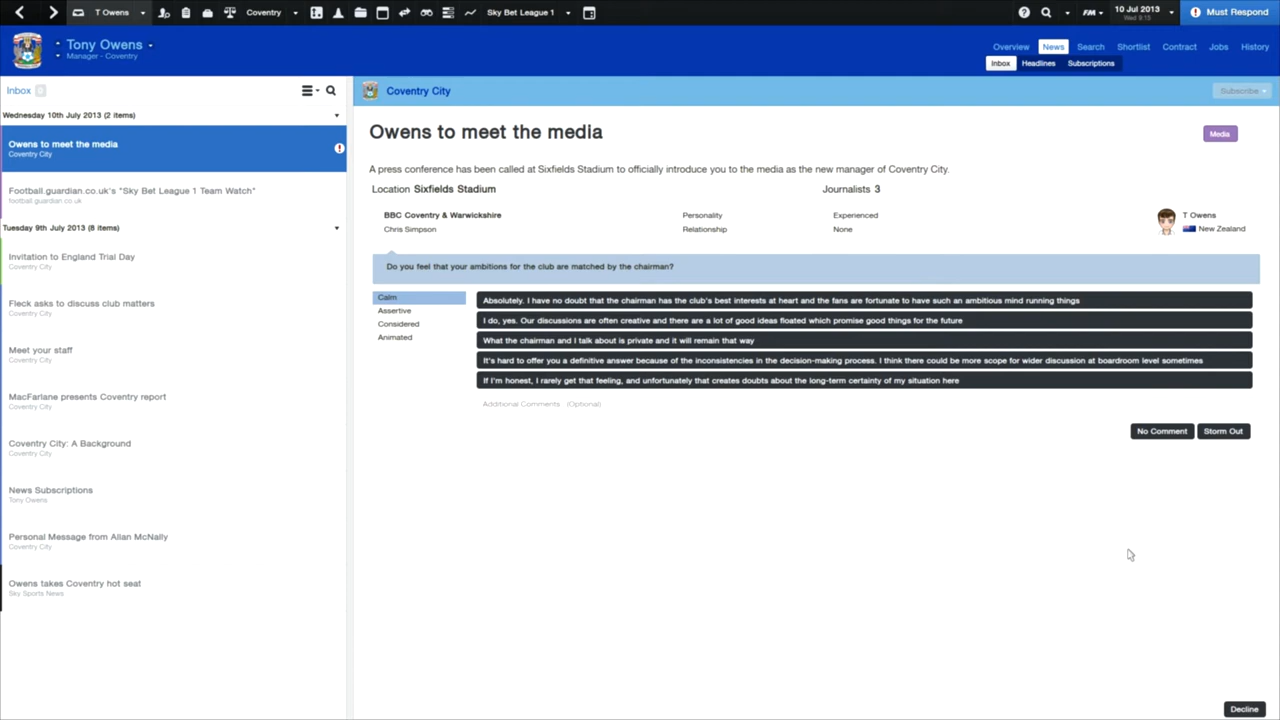 T Owens
Coventry
Sky Bet League 1
FM
10 Jul 2013
Wed 9:15
Must Respond
Tony Owens
Manager - Coventry
Overview
News
Search
Shortlist
Contract
Jobs
History
Inbox
Headlines
Subscriptions
Inbox 0
Coventry City
Subscribe
Wednesday 10th July 2013 (2 items)
Owens to meet the media
Coventry City
Football.guardian.co.uk's "Sky Bet League 1 Team Watch"
football.guardian.co.uk
Tuesday 9th July 2013 (8 items)
Invitation to England Trial Day
Coventry City
Fleck asks to discuss club matters
Coventry City
Meet your staff
Coventry City
MacFarlane presents Coventry report
Coventry City
Coventry City: A Background
Coventry City
News Subscriptions
Tony Owens
Personal Message from Allan McNally
Coventry City
Owens takes Coventry hot seat
Sky Sports News
Owens to meet the media
Media
A press conference has been called at Sixfields Stadium to officially introduce you to the media as the new manager of Coventry City.
Location Sixfields Stadium
Journalists 3
BBC Coventry & Warwickshire
Personality
Experienced
T Owens
Chris Simpson
Relationship
None
New Zealand
Do you feel that your ambitions for the club are matched by the chairman?
Calm
Assertive
Considered
Animated
Absolutely. I have no doubt that the chairman has the club's best interests at heart and the fans are fortunate to have such an ambitious mind running things
I do, yes. Our discussions are often creative and there are a lot of good ideas floated which promise good things for the future
What the chairman and I talk about is private and it will remain that way
It's hard to offer you a definitive answer because of the inconsistencies in the decision-making process. I think there could be more scope for wider discussion at boardroom level sometimes
If I'm honest, I rarely get that feeling, and unfortunately that creates doubts about the long-term certainty of my situation here
Additional Comments (Optional)
No Comment
Storm Out
Decline